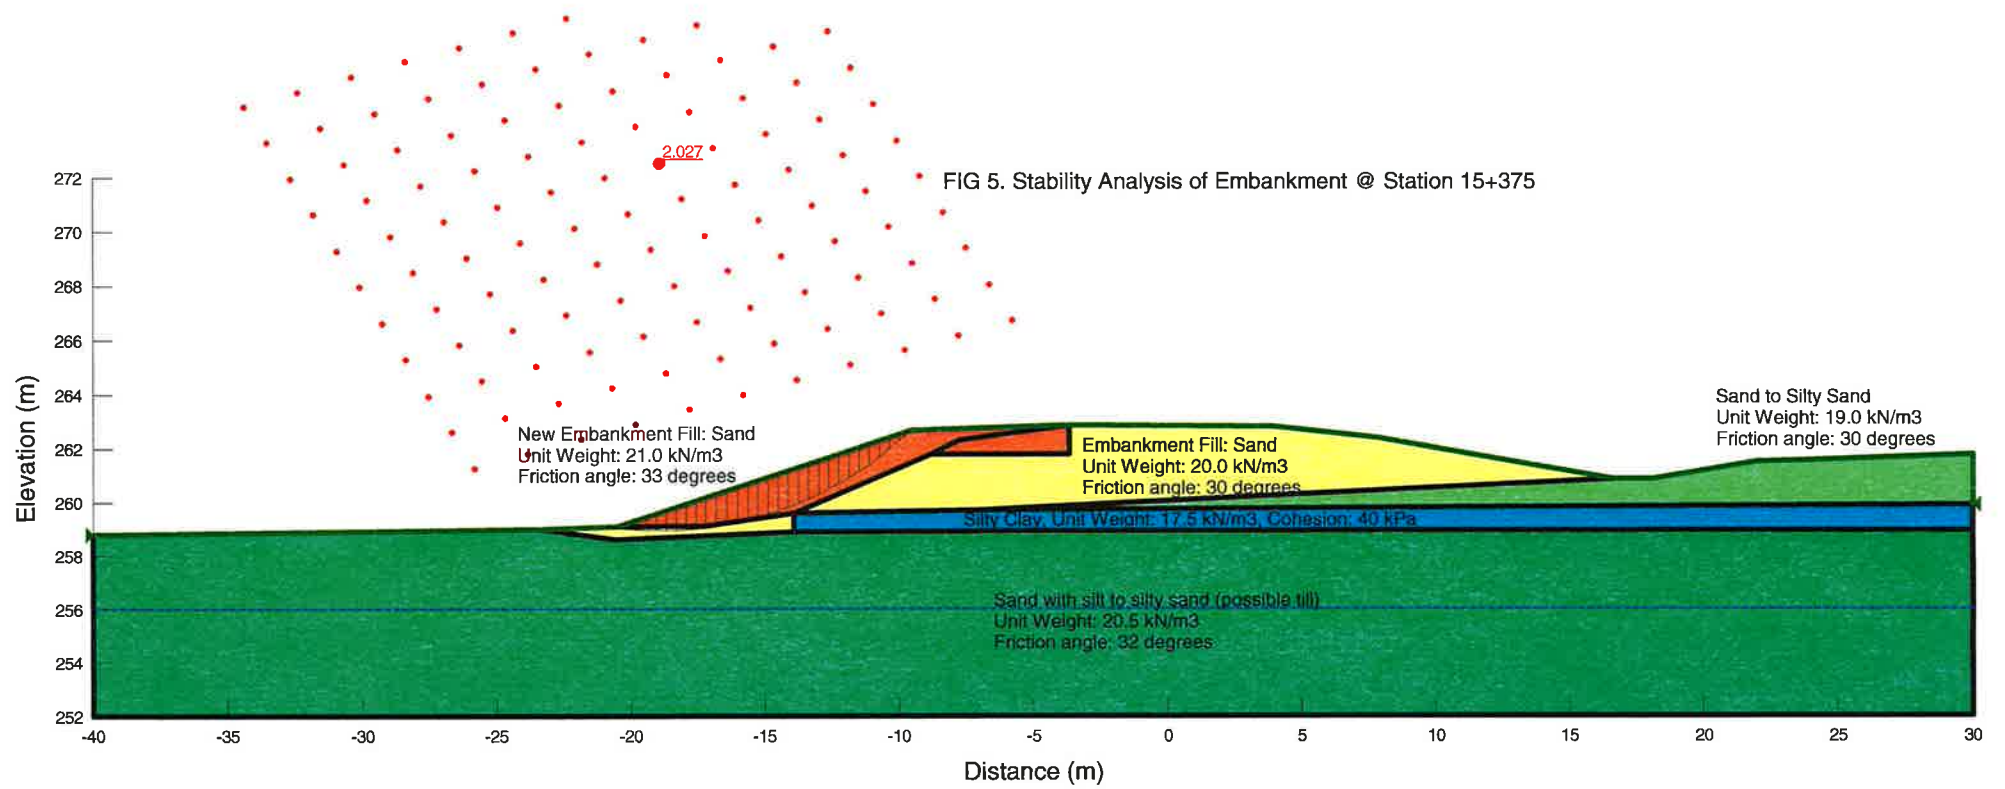 2.027
FIG 5. Stability Analysis of Embankment @ Station 15+375
272
270
268
266
264
262
260
258
256
254
252
Elevation (m)
Sand to Silty Sand
Unit Weight: 19.0 kN/m3
Friction angle: 30 degrees
New Embankment Fill: Sand
Unit Weight: 21.0 kN/m3
Friction angle: 33 degrees
Embankment Fill: Sand
Unit Weight: 20.0 kN/m3
Friction angle: 30 degrees
Silty Clay, Unit Weight: 17.5 kN/m3, Cohesion: 40 kPa
Sand with silt to silty sand (possible till)
Unit Weight: 20.5 kN/m3
Friction angle: 32 degrees
-40 -35 -30 -25 -20 -15 -10 -5 0 5 10 15 20 25 30
Distance (m)